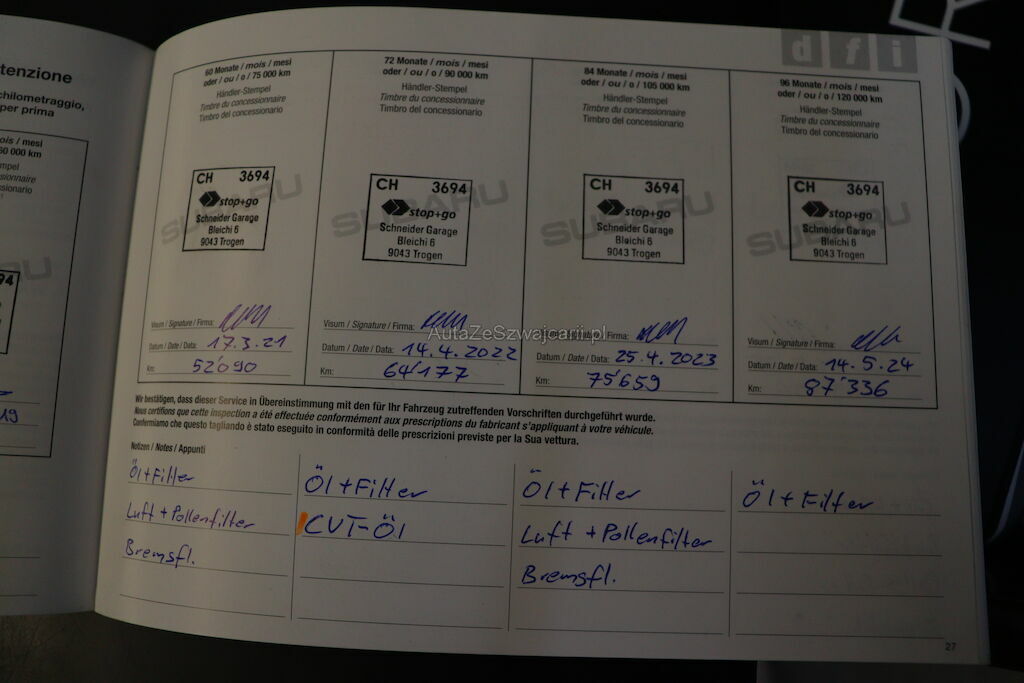 d f i
tenzione
chilometraggio,
per prima
60 Monate / mois / mesi
oder / ou / o / 75 000 km
Händler-Stempel
Timbre du concessionnaire
Timbro del concessionario
CH 3694
stop+go
Schneider Garage
Bleichi 6
9043 Trogen
SUBARU
Visum / Signature / Firma:
Datum / Date / Data: 17.3.21
Km: 52'090
72 Monate / mois / mesi
oder / ou / o / 90 000 km
Händler-Stempel
Timbre du concessionnaire
Timbro del concessionario
CH 3694
stop+go
Schneider Garage
Bleichi 6
9043 Trogen
SUBARU
Visum / Signature / Firma:
Datum / Date / Data: 14.4.2022
Km: 64'177
84 Monate / mois / mesi
oder / ou / o / 105 000 km
Händler-Stempel
Timbre du concessionnaire
Timbro del concessionario
CH 3694
stop+go
Schneider Garage
Bleichi 6
9043 Trogen
SUBARU
Visum / Signature / Firma:
Datum / Date / Data: 25.4.2023
Km: 75'659
96 Monate / mois / mesi
oder / ou / o / 120 000 km
Händler-Stempel
Timbre du concessionnaire
Timbro del concessionario
CH 3694
stop+go
Schneider Garage
Bleichi 6
9043 Trogen
SUBARU
Visum / Signature / Firma:
Datum / Date / Data: 14.5.24
Km: 87'336
AutaZeSzwajcarii.pl
Wir bestätigen, dass dieser Service in Übereinstimmung mit den für Ihr Fahrzeug zutreffenden Vorschriften durchgeführt wurde.
Nous certifions que cette inspection a été effectuée conformément aux prescriptions du fabricant s'appliquant à votre véhicule.
Confermiamo che questo tagliando è stato eseguito in conformità delle prescrizioni previste per la Sua vettura.
Notizen / Notes / Appunti
Öl+Filter
Luft + Pollenfilter
Bremsfl.
Öl+Filter
CVT-Öl
Öl+Filter
Luft + Pollenfilter
Bremsfl.
Öl+Filter
27